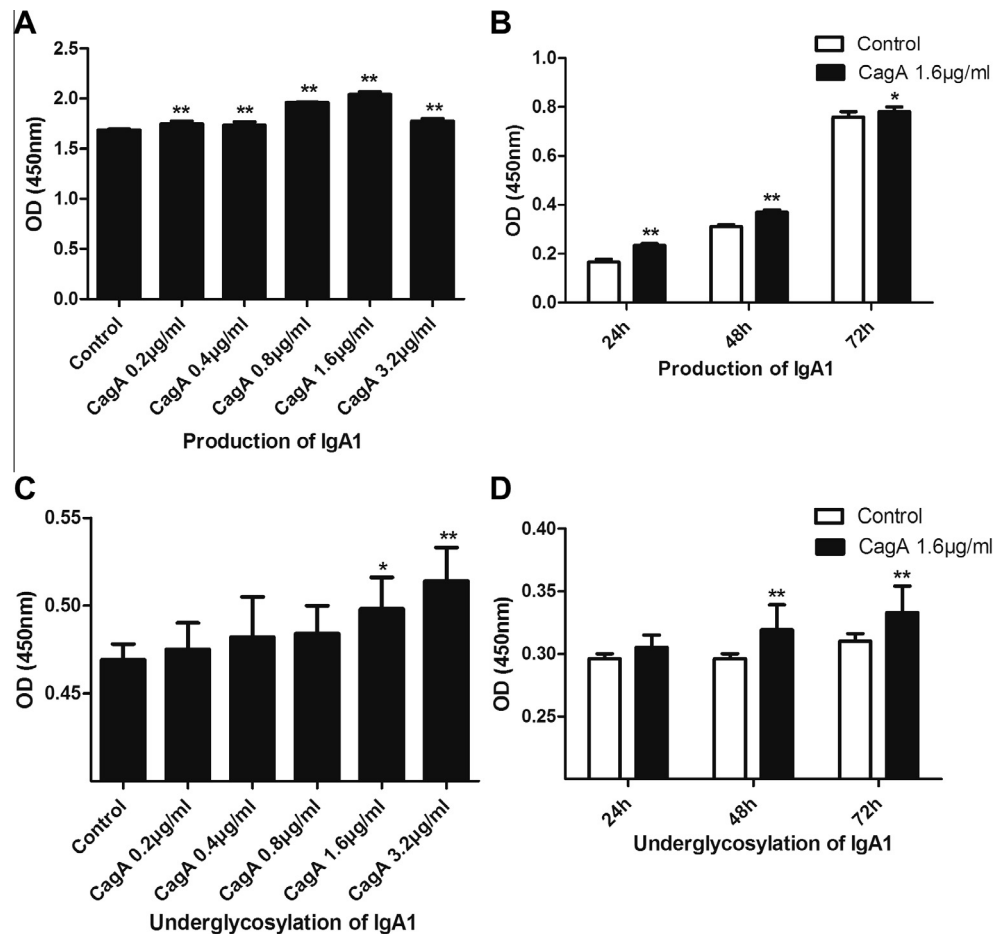 A
OD (450nm)
2.5
2.0
1.5
1.0
0.5
0.0
** ** ** ** **
Control
CagA 0.2µg/ml
CagA 0.4µg/ml
CagA 0.8µg/ml
CagA 1.6µg/ml
CagA 3.2µg/ml
Production of IgA1
B
Control
CagA 1.6µg/ml
OD (450nm)
1.0
0.8
0.6
0.4
0.2
0.0
** ** *
24h
48h
72h
Production of IgA1
C
OD (450nm)
0.55
0.50
0.45
* **
Control
CagA 0.2µg/ml
CagA 0.4µg/ml
CagA 0.8µg/ml
CagA 1.6µg/ml
CagA 3.2µg/ml
Underglycosylation of IgA1
D
Control
CagA 1.6µg/ml
OD (450nm)
0.40
0.35
0.30
0.25
** **
24h
48h
72h
Underglycosylation of IgA1